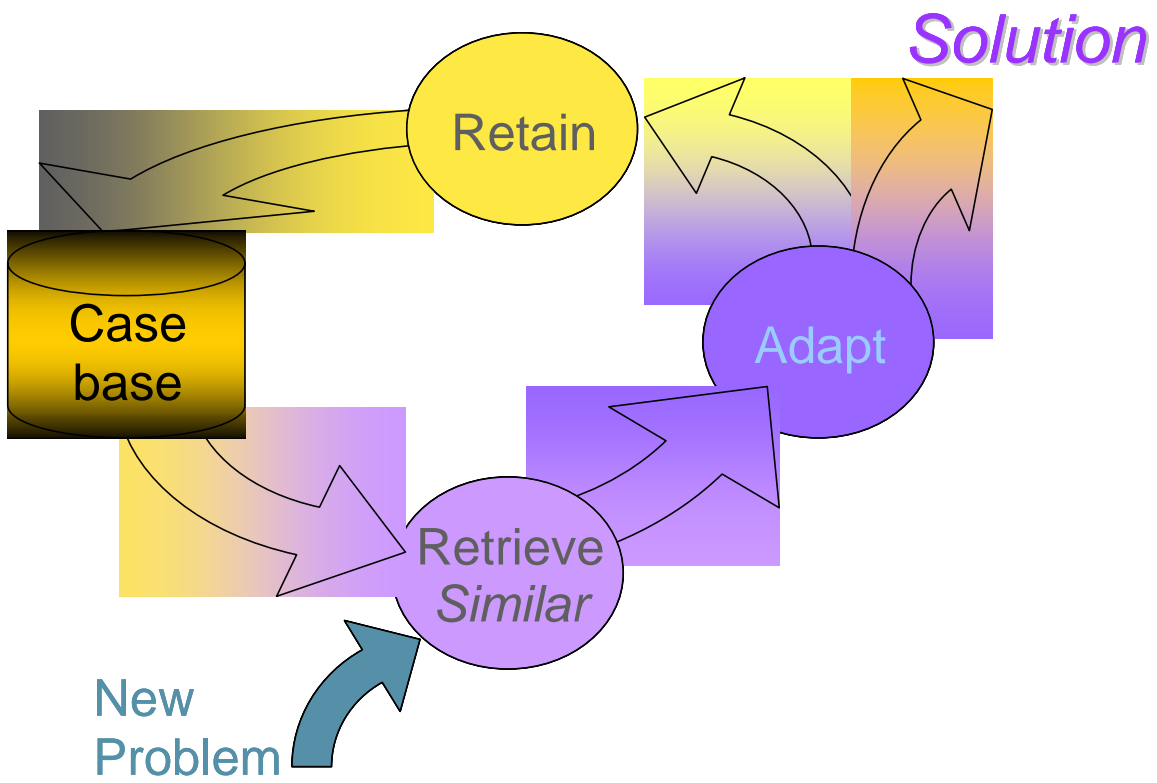 Solution
Retain
Case
base
Adapt
Retrieve
Similar
New
Problem